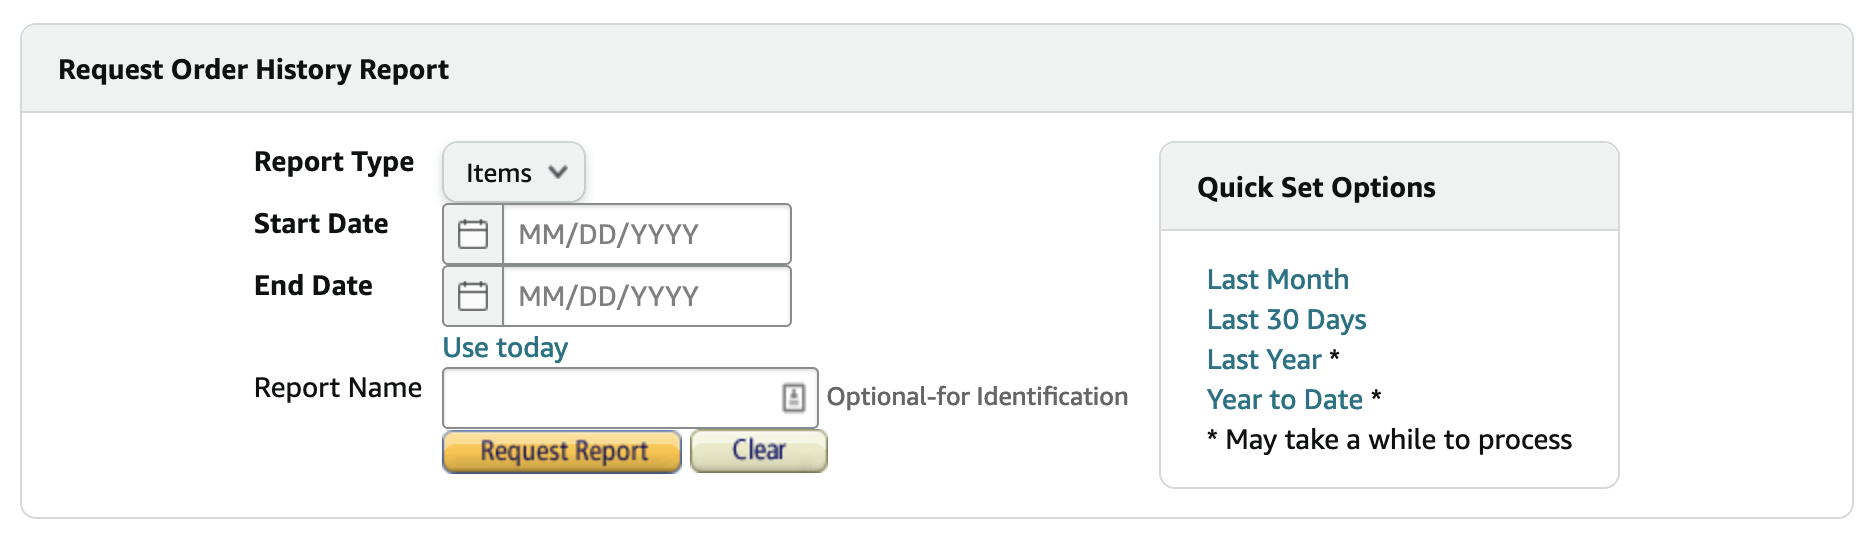 Request Order History Report
Report Type Items
Start Date MM/DD/YYYY
End Date MM/DD/YYYY
Use today
Report Name Optional-for Identification
Request Report Clear
Quick Set Options
Last Month
Last 30 Days
Last Year *
Year to Date *
* May take a while to process